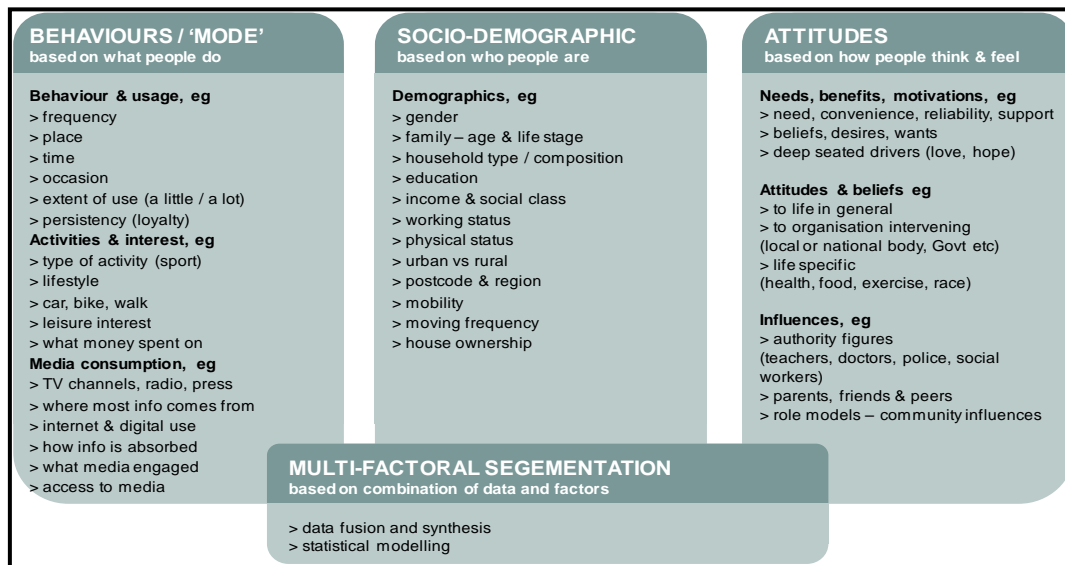 BEHAVIOURS / ‘MODE’
based on what people do
Behaviour & usage, eg
> frequency
> place
> time
> occasion
> extent of use (a little / a lot)
> persistency (loyalty)
Activities & interest, eg
> type of activity (sport)
> lifestyle
> car, bike, walk
> leisure interest
> what money spent on
Media consumption, eg
> TV channels, radio, press
> where most info comes from
> internet & digital use
> how info is absorbed
> what media engaged
> access to media
SOCIO-DEMOGRAPHIC
based on who people are
Demographics, eg
> gender
> family – age & life stage
> household type / composition
> education
> income & social class
> working status
> physical status
> urban vs rural
> postcode & region
> mobility
> moving frequency
> house ownership
ATTITUDES
based on how people think & feel
Needs, benefits, motivations, eg
> need, convenience, reliability, support
> beliefs, desires, wants
> deep seated drivers (love, hope)
Attitudes & beliefs eg
> to life in general
> to organisation intervening
(local or national body, Govt etc)
> life specific
(health, food, exercise, race)
Influences, eg
> authority figures
(teachers, doctors, police, social
workers)
> parents, friends & peers
> role models – community influences
MULTI-FACTORAL SEGEMENTATION
based on combination of data and factors
> data fusion and synthesis
> statistical modelling